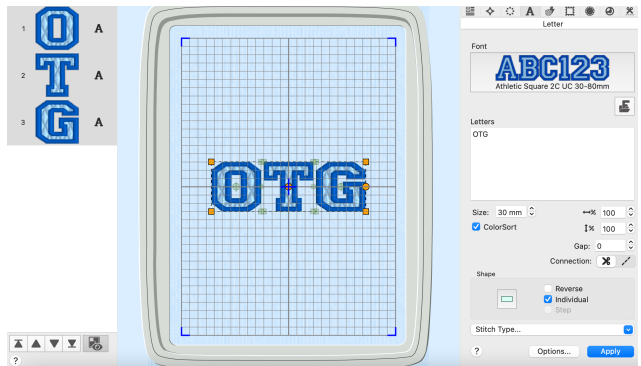 1 O A
2 T A
3 G A
?
OTG
Letter
Font
ABC123
Athletic Square 2C UC 30-80mm
Letters
OTG
Size: 30 mm
↔% 100
ColorSort
↕% 100
Gap: 0
Connection:
Shape
Reverse
Individual
Step
Stitch Type...
? Options... Apply